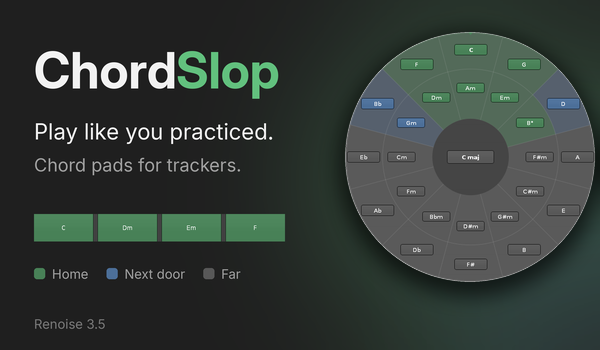 ChordSlop
Play like you practiced.
Chord pads for trackers.
C Dm Em F
Home Next door Far
Renoise 3.5
C
F G
Am
Dm Em
Bb D
Gm B°
Eb Cm C maj F#m A
Fm C#m
Ab E
Bbm G#m
D#m
Db B
F#